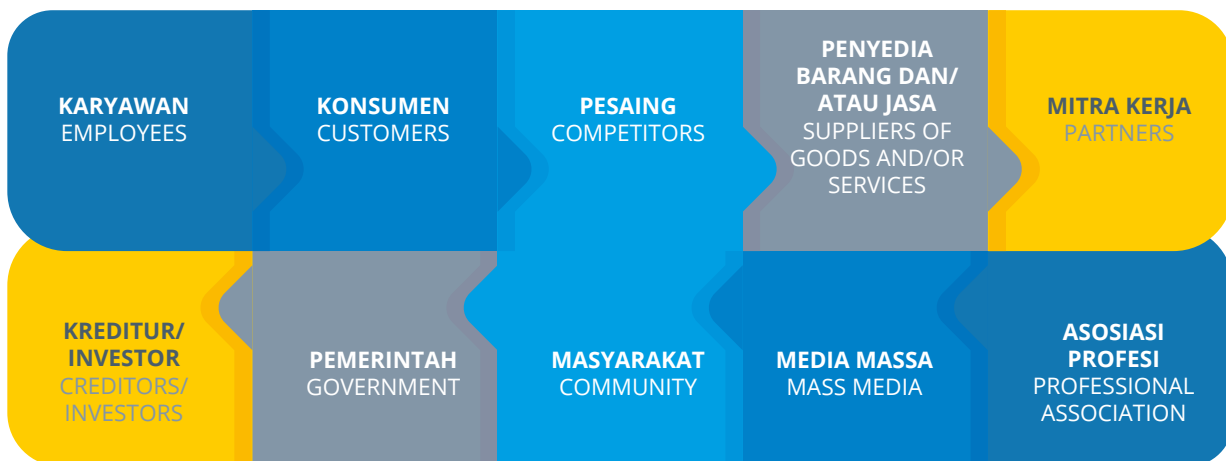 KARYAWAN
EMPLOYEES
KONSUMEN
CUSTOMERS
PESAING
COMPETITORS
PENYEDIA
BARANG DAN/
ATAU JASA
SUPPLIERS OF
GOODS AND/OR
SERVICES
MITRA KERJA
PARTNERS
KREDITUR/
INVESTOR
CREDITORS/
INVESTORS
PEMERINTAH
GOVERNMENT
MASYARAKAT
COMMUNITY
MEDIA MASSA
MASS MEDIA
ASOSIASI
PROFESI
PROFESSIONAL
ASSOCIATION